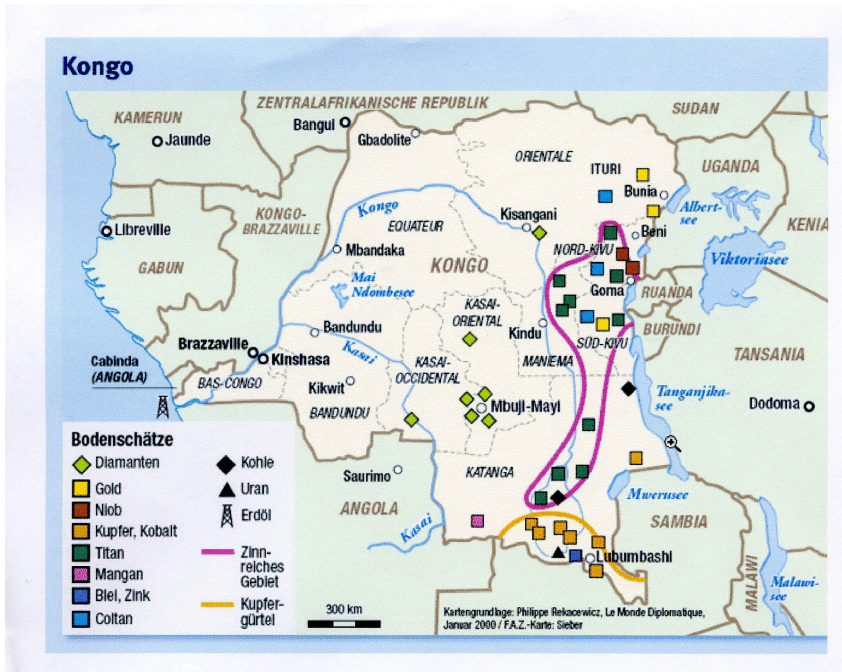 Kongo
KAMERUN
Jaunde
ZENTRALAFRIKANISCHE REPUBLIK
Bangui
Gbadolite
SUDAN
ORIENTALE
ITURI
Bunia
UGANDA
Albert-
see
KENIA
Libreville
KONGO-
BRAZZAVILLE
Kongo
EQUATEUR
Kisangani
Beni
NORD-KIVU
Viktoriasee
GABUN
Mbandaka
KONGO
Mai
Ndombesee
Goma
RUANDA
BURUNDI
KASAI-
ORIENTAL
Kindu
SÜD-KIVU
Bandundu
Brazzaville
Kinshasa
Kasai
KASAI-
OCCIDENTAL
MANIEMA
TANSANIA
Cabinda
(ANGOLA)
BAS-CONGO
Kikwit
BANDUNDU
Mbuji-Mayl
Tanganjika-
see
Dodoma
Bodenschätze
Diamanten
Gold
Niob
Kupfer, Kobalt
Titan
Mangan
Blei, Zink
Coltan
Kohle
Uran
Erdöl
Zinn-
reiches
Gebiet
Kupfer-
gürtel
Saurimo
KATANGA
ANGOLA
Kasai
Mwerusee
SAMBIA
Lubumbashi
MALAWI
Malawi-
see
300 km
Kartengrundlage: Philippe Rekacewicz, Le Monde Diplomatique,
Januar 2000 / F.A.Z.-Karte: Sieber